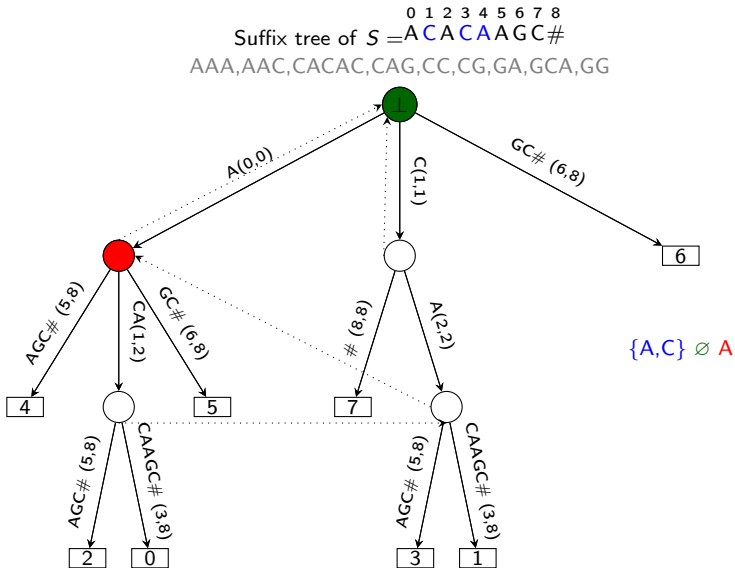 0 1 2 3 4 5 6 7 8
Suffix tree of S =ACACAAGC#
AAA,AAC,CACAC,CAG,CC,CG,GA,GCA,GG
⊥
A(0,0)
C(1,1)
GC# (6,8)
6
AGC# (5,8)
CA(1,2)
GC# (6,8)
# (8,8)
A(2,2)
{A,C} ∅ A
4
5
7
AGC# (5,8)
CAAGC# (3,8)
AGC# (5,8)
CAAGC# (3,8)
2
0
3
1